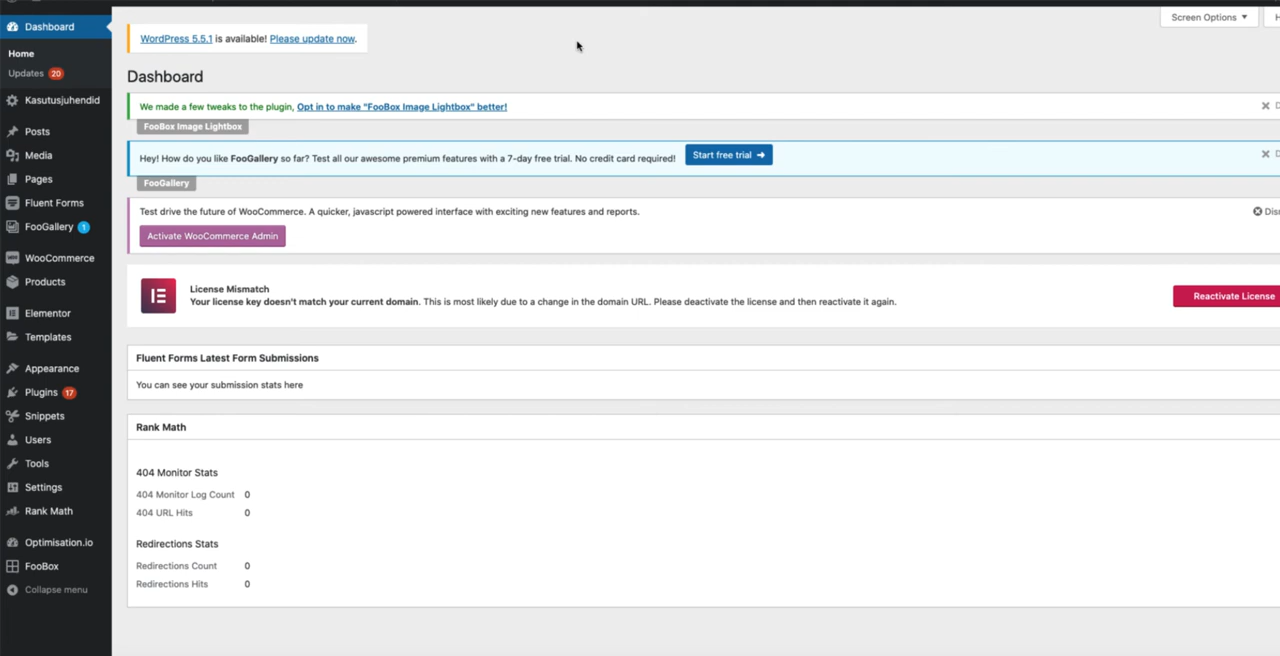 Screen Options ▼
H
Dashboard
Home
Updates 20
Kasutusjuhendid
Posts
Media
Pages
Fluent Forms
FooGallery 1
WooCommerce
Products
Elementor
Templates
Appearance
Plugins 17
Snippets
Users
Tools
Settings
Rank Math
Optimisation.io
FooBox
Collapse menu
WordPress 5.5.1 is available! Please update now.
Dashboard
We made a few tweaks to the plugin, Opt in to make "FooBox Image Lightbox" better!
FooBox Image Lightbox
Hey! How do you like FooGallery so far? Test all our awesome premium features with a 7-day free trial. No credit card required! Start free trial ➜
FooGallery
Test drive the future of WooCommerce. A quicker, javascript powered interface with exciting new features and reports.
Dis
Activate WooCommerce Admin
License Mismatch
Your license key doesn't match your current domain. This is most likely due to a change in the domain URL. Please deactivate the license and then reactivate it again.
Reactivate License
Fluent Forms Latest Form Submissions
You can see your submission stats here
Rank Math
404 Monitor Stats
404 Monitor Log Count 0
404 URL Hits 0
Redirections Stats
Redirections Count 0
Redirections Hits 0